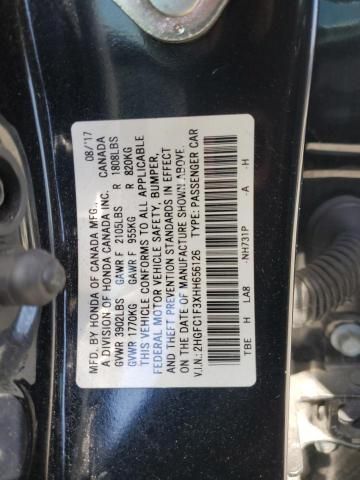 MFD. BY HONDA OF CANADA MFG., 08/'17
A DIVISION OF HONDA CANADA INC.
GVWR 3902LBS GAWR F 2105LBS R 1808LBS
GVWR 1770KG GAWR F 955KG R 820KG
THIS VEHICLE CONFORMS TO ALL APPLICABLE
FEDERAL MOTOR VEHICLE SAFETY, BUMPER,
AND THEFT PREVENTION STANDARDS IN EFFECT
ON THE DATE OF MANUFACTURE SHOWN ABOVE.
V.I.N.: 2HGFC1F3XHH656126 TYPE: PASSENGER CAR
TBE H LA8 -NH731P -A -H